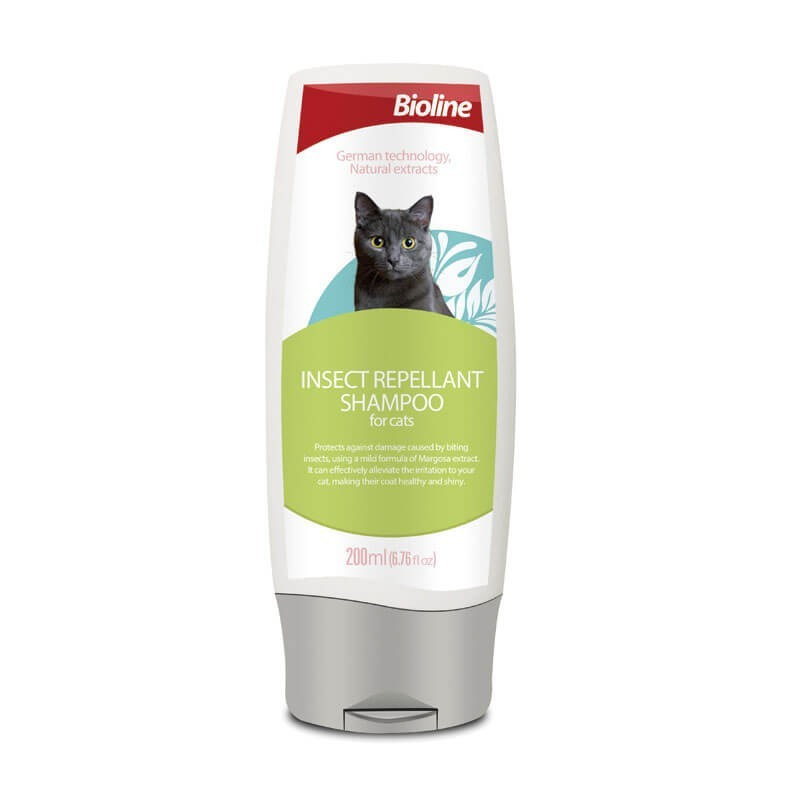 Bioline
German technology,
Natural extracts
INSECT REPELLANT
SHAMPOO
for cats
Protects against damage caused by biting
insects, using a mild formula of Margosa extract.
It can effectively alleviate the irritation to your
cat, making their coat healthy and shiny.
200ml (6.76 fl oz)